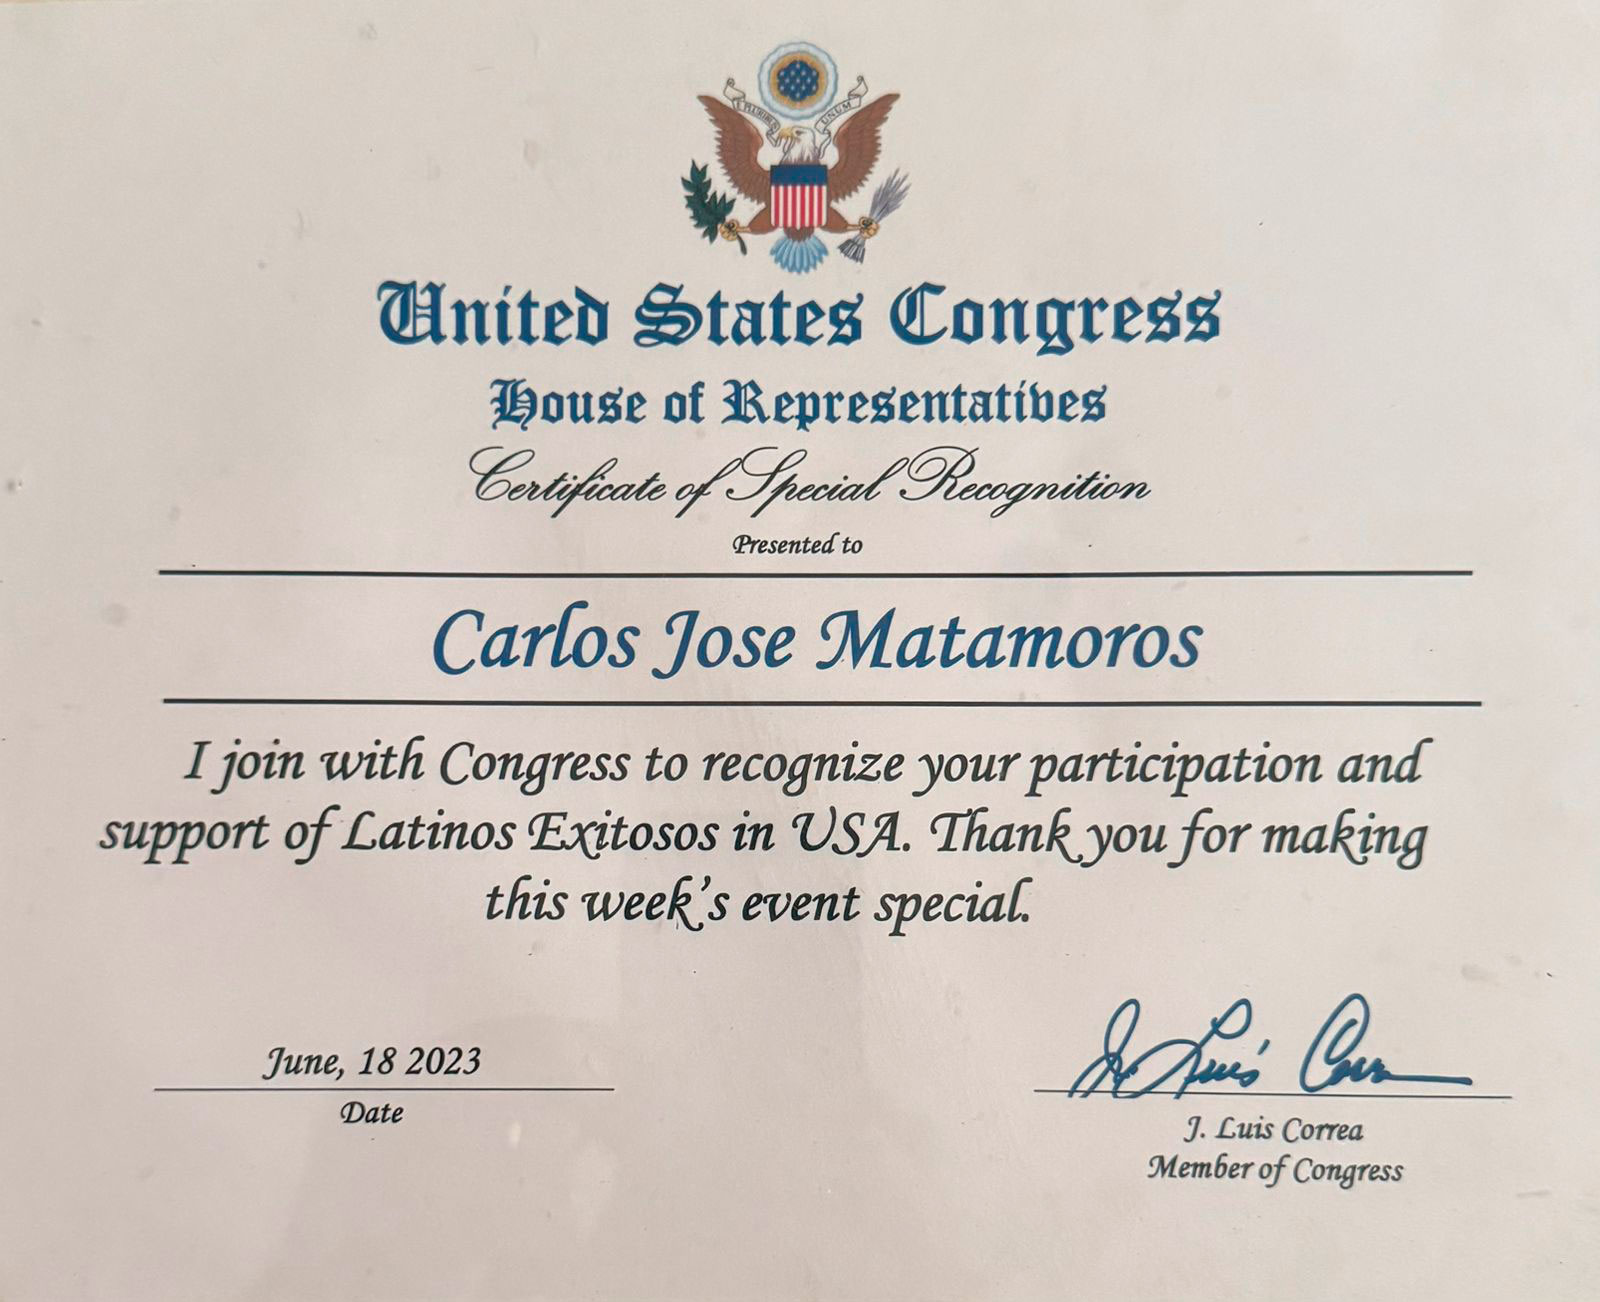 E PLURIBUS UNUM
United States Congress
House of Representatives
Certificate of Special Recognition
Presented to
Carlos Jose Matamoros
I join with Congress to recognize your participation and
support of Latinos Exitosos in USA. Thank you for making
this week's event special.
June, 18 2023
Date
J. Luis Correa
J. Luis Correa
Member of Congress